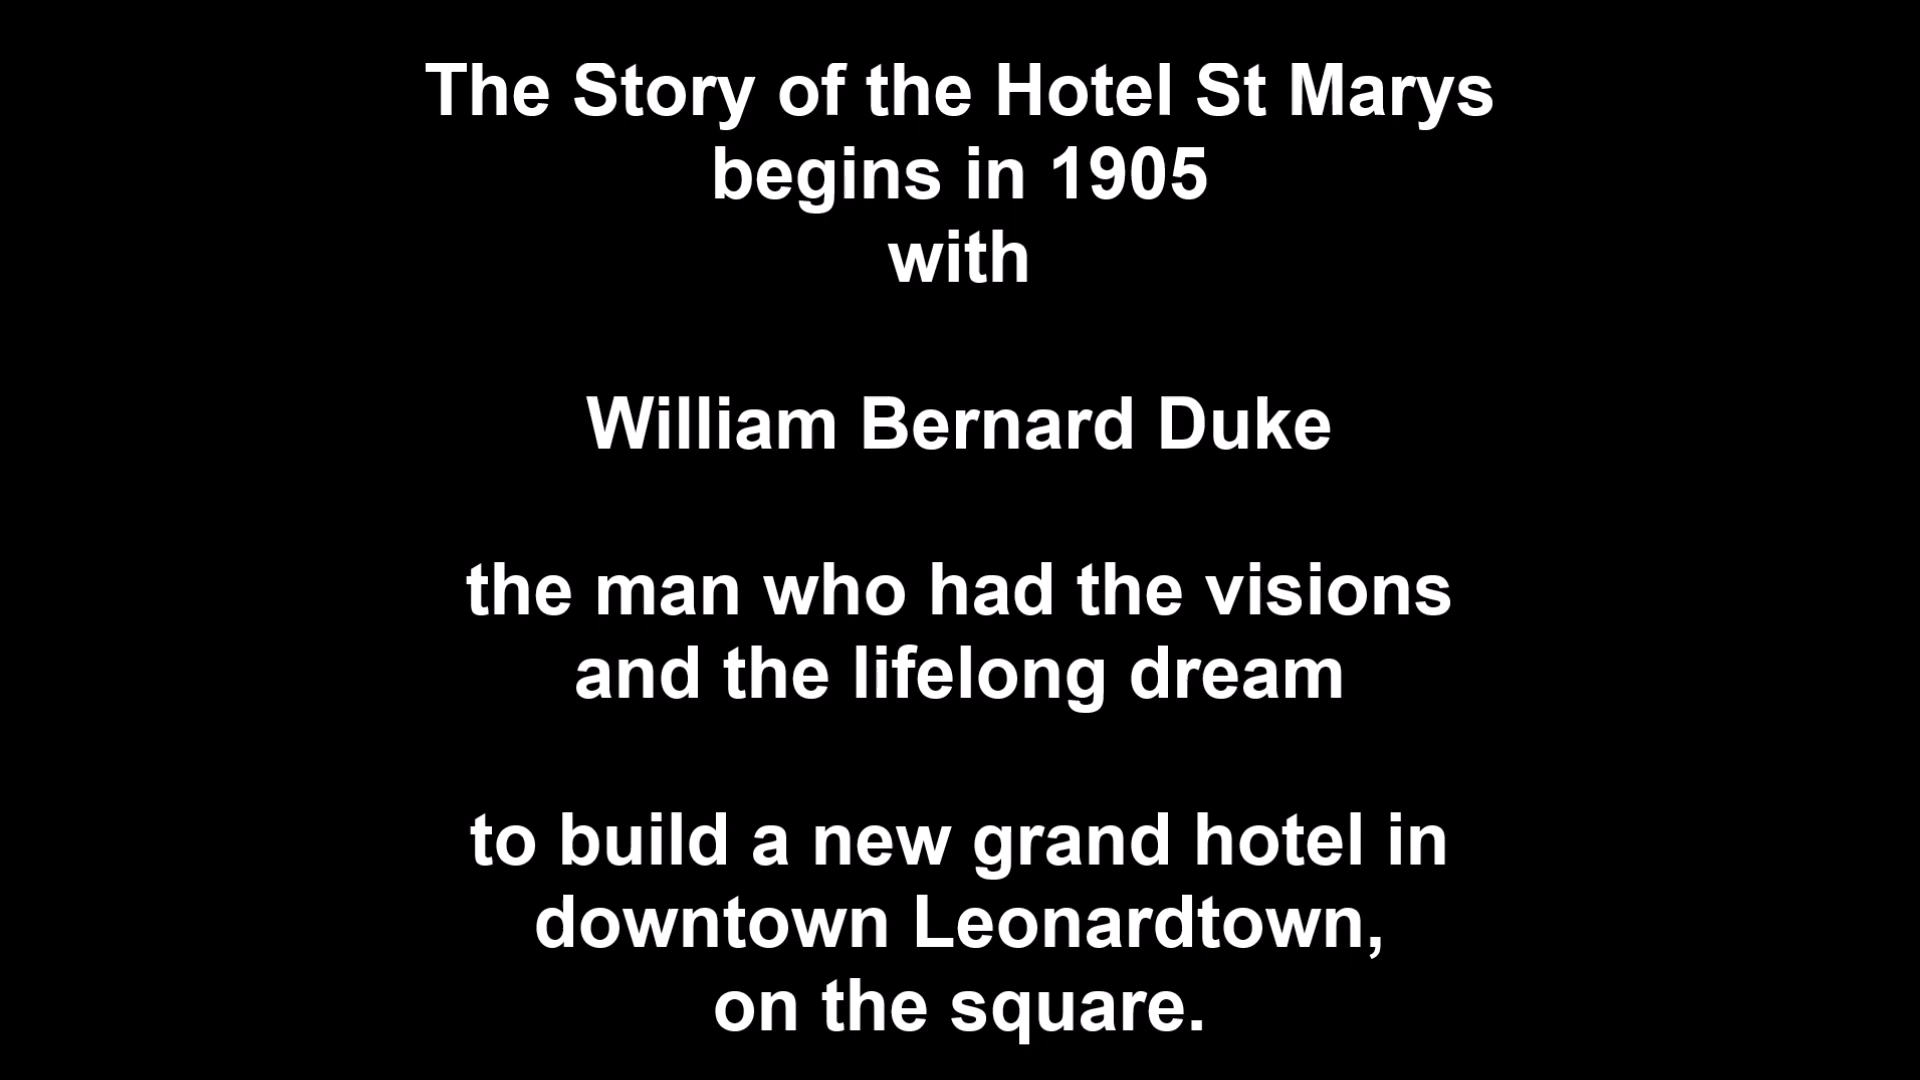 The Story of the Hotel St Marys
begins in 1905
with
William Bernard Duke
the man who had the visions
and the lifelong dream
to build a new grand hotel in
downtown Leonardtown,
on the square.